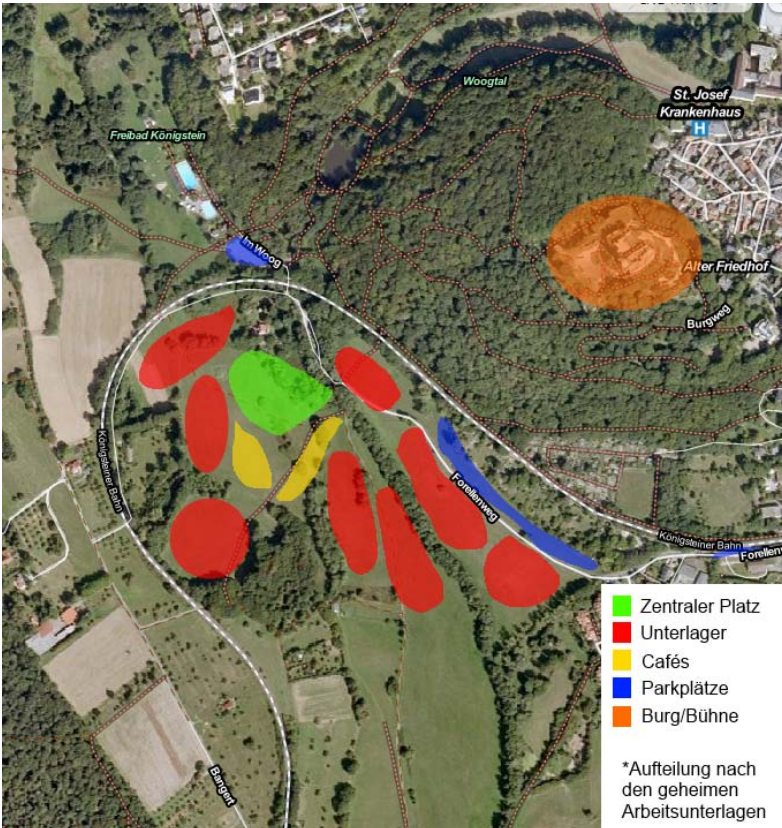 Woogtal
St. Josef
Krankenhaus
H
Freibad Königstein
Im Woog
Alter Friedhof
Burgweg
Königsteiner Bahn
Forellenweg
Königsteiner Bahn
Bangert
Zentraler Platz
Unterlager
Cafés
Parkplätze
Burg/Bühne
*Aufteilung nach
den geheimen
Arbeitsunterlagen